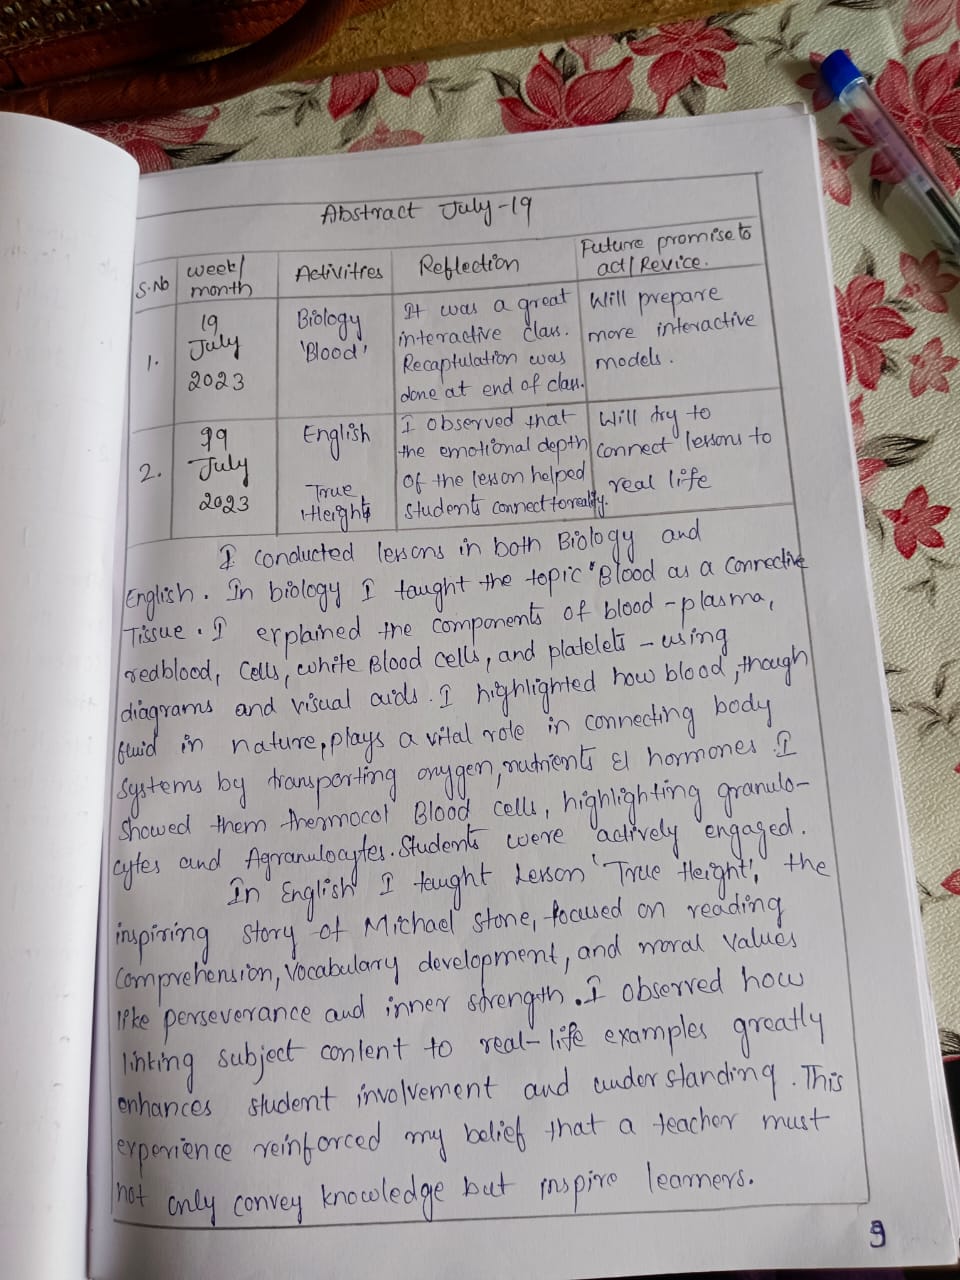 Abstract July-19
S.No
week/
month
Activities
Reflection
Future promise to
act/Revice.
1.
19
July
2023
Biology
'Blood'
It was a great
interactive class.
Recaptulation was
done at end of class.
Will prepare
more interactive
models.
2.
19
July
2023
English
True
Height
I observed that
the emotional depth
of the lesson helped
students connect to reality.
Will try to
connect lessons to
real life
I conducted lessons in both Biology and
English. In biology I taught the topic "Blood as a Connective
Tissue. I explained the components of blood - plasma,
redblood, cells, white Blood cells, and platelets - using
diagrams and visual aids. I highlighted how blood, though
fluid in nature, plays a vital role in connecting body
systems by transporting oxygen, nutrients & hormones. I
showed them thermocol Blood cells, highlighting granulo-
cytes and Agranulocytes. Students were actively engaged.
In English I taught Lesson 'True Height', the
inspiring story of Michael stone, focused on reading
comprehension, vocabulary development, and moral values
like perseverance and inner strength. I observed how
linking subject content to real-life examples greatly
enhances student involvement and understanding. This
experience reinforced my belief that a teacher must
not only convey knowledge but inspire learners.
9